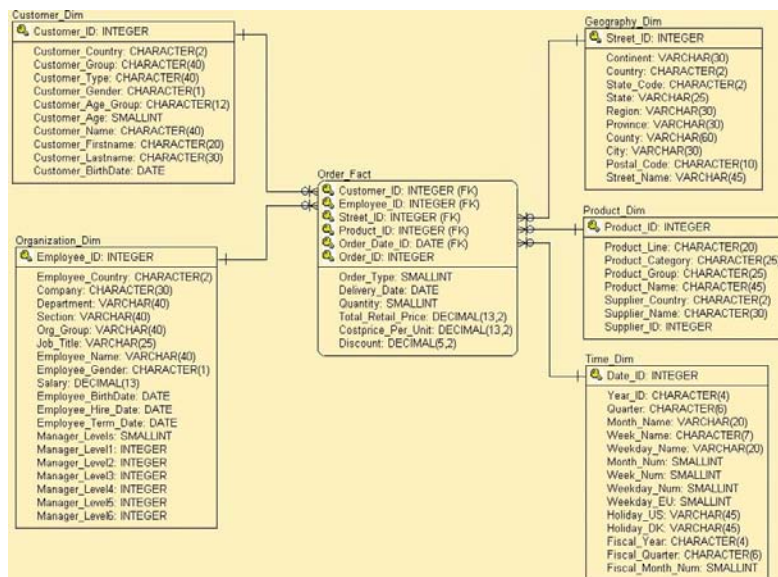 Customer_Dim
Customer_ID: INTEGER
Customer_Country: CHARACTER(2)
Customer_Group: CHARACTER(40)
Customer_Type: CHARACTER(40)
Customer_Gender: CHARACTER(1)
Customer_Age_Group: CHARACTER(12)
Customer_Age: SMALLINT
Customer_Name: CHARACTER(40)
Customer_Firstname: CHARACTER(20)
Customer_Lastname: CHARACTER(30)
Customer_BirthDate: DATE
Organization_Dim
Employee_ID: INTEGER
Employee_Country: CHARACTER(2)
Company: CHARACTER(30)
Department: VARCHAR(40)
Section: VARCHAR(40)
Org_Group: VARCHAR(40)
Job_Title: VARCHAR(25)
Employee_Name: VARCHAR(40)
Employee_Gender: CHARACTER(1)
Salary: DECIMAL(13)
Employee_BirthDate: DATE
Employee_Hire_Date: DATE
Employee_Term_Date: DATE
Manager_Levels: SMALLINT
Manager_Level1: INTEGER
Manager_Level2: INTEGER
Manager_Level3: INTEGER
Manager_Level4: INTEGER
Manager_Level5: INTEGER
Manager_Level6: INTEGER
Order_Fact
Customer_ID: INTEGER (FK)
Employee_ID: INTEGER (FK)
Street_ID: INTEGER (FK)
Product_ID: INTEGER (FK)
Order_Date_ID: DATE (FK)
Order_ID: INTEGER
Order_Type: SMALLINT
Delivery_Date: DATE
Quantity: SMALLINT
Total_Retail_Price: DECIMAL(13,2)
Costprice_Per_Unit: DECIMAL(13,2)
Discount: DECIMAL(5,2)
Geography_Dim
Street_ID: INTEGER
Continent: VARCHAR(30)
Country: CHARACTER(2)
State_Code: CHARACTER(2)
State: VARCHAR(25)
Region: VARCHAR(30)
Province: VARCHAR(30)
County: VARCHAR(60)
City: VARCHAR(30)
Postal_Code: CHARACTER(10)
Street_Name: VARCHAR(45)
Product_Dim
Product_ID: INTEGER
Product_Line: CHARACTER(20)
Product_Category: CHARACTER(25)
Product_Group: CHARACTER(25)
Product_Name: CHARACTER(45)
Supplier_Country: CHARACTER(2)
Supplier_Name: CHARACTER(30)
Supplier_ID: INTEGER
Time_Dim
Date_ID: INTEGER
Year_ID: CHARACTER(4)
Quarter: CHARACTER(6)
Month_Name: VARCHAR(20)
Week_Name: CHARACTER(7)
Weekday_Name: VARCHAR(20)
Month_Num: SMALLINT
Week_Num: SMALLINT
Weekday_Num: SMALLINT
Weekday_EU: SMALLINT
Holiday_US: VARCHAR(45)
Holiday_DK: VARCHAR(45)
Fiscal_Year: CHARACTER(4)
Fiscal_Quarter: CHARACTER(6)
Fiscal_Month_Num: SMALLINT